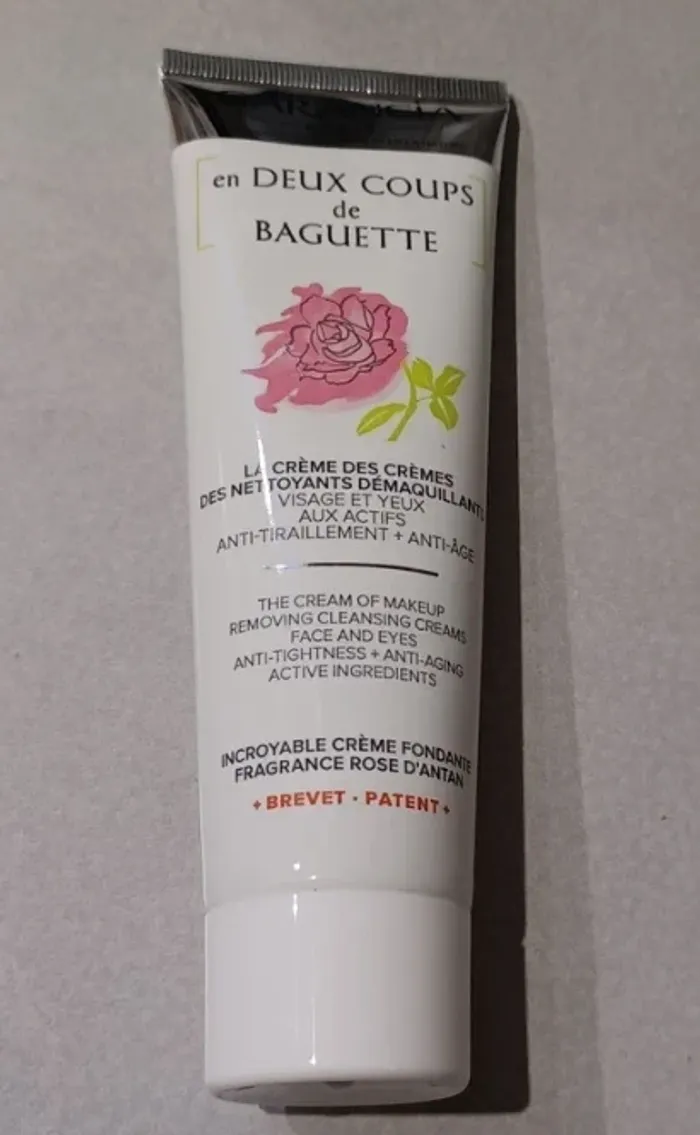 GARANCIA
en DEUX COUPS
de
BAGUETTE
LA CRÈME DES CRÈMES
DES NETTOYANTS DÉMAQUILLANTS
VISAGE ET YEUX
AUX ACTIFS
ANTI-TIRAILLEMENT + ANTI-ÂGE
THE CREAM OF MAKEUP
REMOVING CLEANSING CREAMS
FACE AND EYES
ANTI-TIGHTNESS + ANTI-AGING
ACTIVE INGREDIENTS
INCROYABLE CRÈME FONDANTE
FRAGRANCE ROSE D'ANTAN
+ BREVET · PATENT +